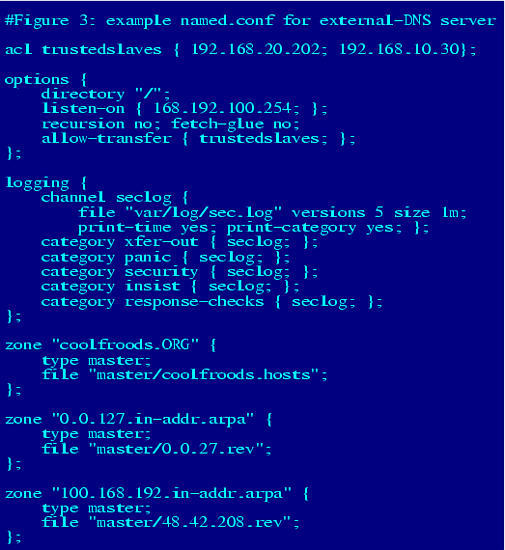 #Figure 3: example named.conf for external-DNS server
acl trustedslaves { 192.168.20.202; 192.168.10.30};
options {
directory "/";
listen-on { 168.192.100.254; };
recursion no; fetch-glue no;
allow-transfer { trustedslaves; };
};
logging {
channel seclog {
file "var/log/sec.log" versions 5 size 1m;
print-time yes; print-category yes; };
category xfer-out { seclog; };
category panic { seclog; };
category security { seclog; };
category insist { seclog; };
category response-checks { seclog; };
};
zone "coolfroods.ORG" {
type master;
file "master/coolfroods.hosts";
};
zone "0.0.127.in-addr.arpa" {
type master;
file "master/0.0.27.rev";
};
zone "100.168.192.in-addr.arpa" {
type master;
file "master/48.42.208.rev";
};